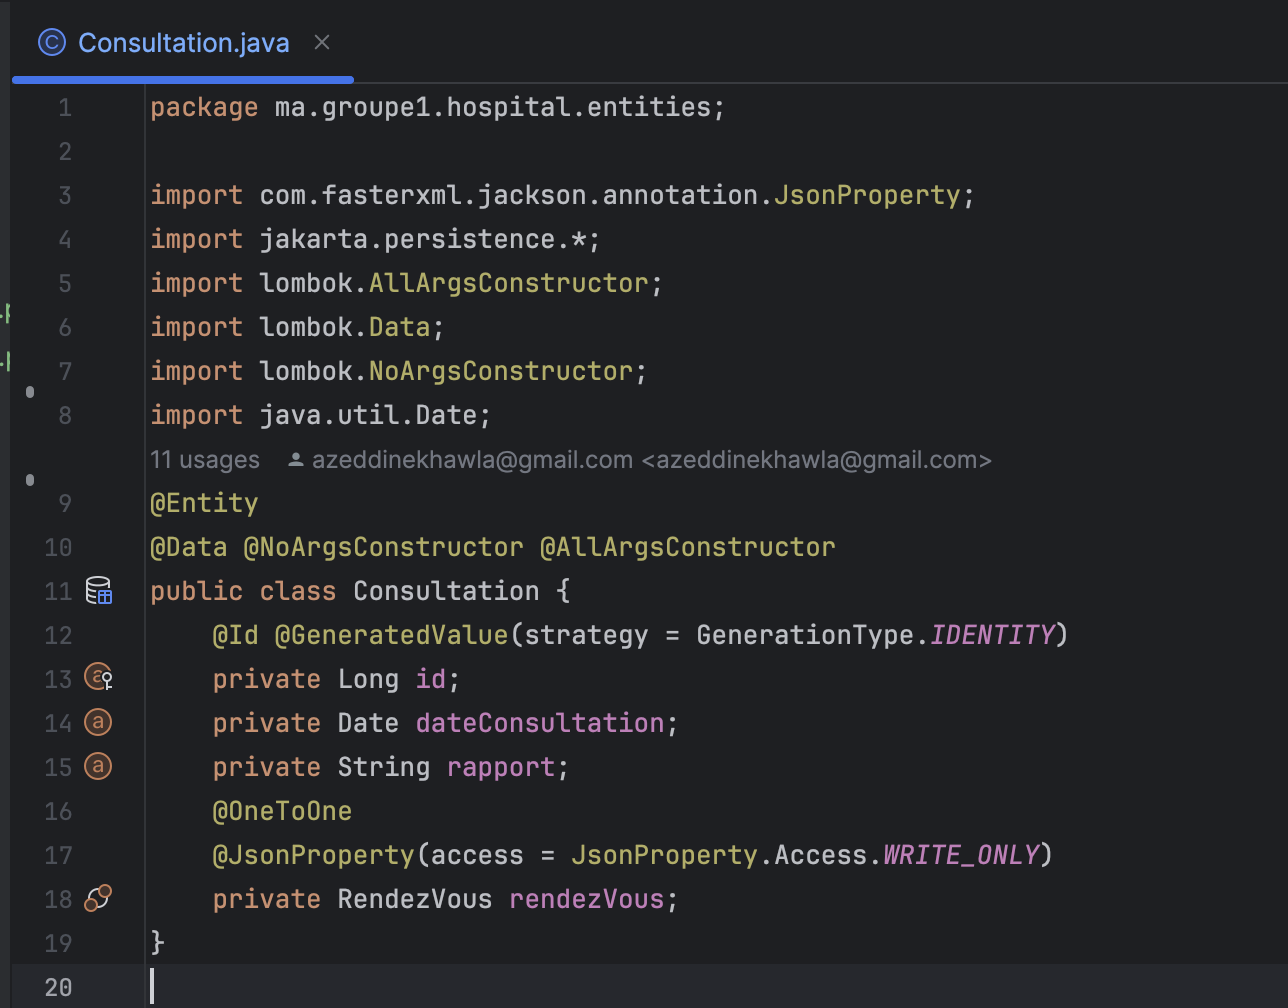 Consultation.java
1 package ma.groupe1.hospital.entities;
2
3 import com.fasterxml.jackson.annotation.JsonProperty;
4 import jakarta.persistence.*;
5 import lombok.AllArgsConstructor;
6 import lombok.Data;
7 import lombok.NoArgsConstructor;
8 import java.util.Date;
11 usages azeddinekhawla@gmail.com <azeddinekhawla@gmail.com>
9 @Entity
10 @Data @NoArgsConstructor @AllArgsConstructor
11 public class Consultation {
12 @Id @GeneratedValue(strategy = GenerationType.IDENTITY)
13 private Long id;
14 private Date dateConsultation;
15 private String rapport;
16 @OneToOne
17 @JsonProperty(access = JsonProperty.Access.WRITE_ONLY)
18 private RendezVous rendezVous;
19 }
20